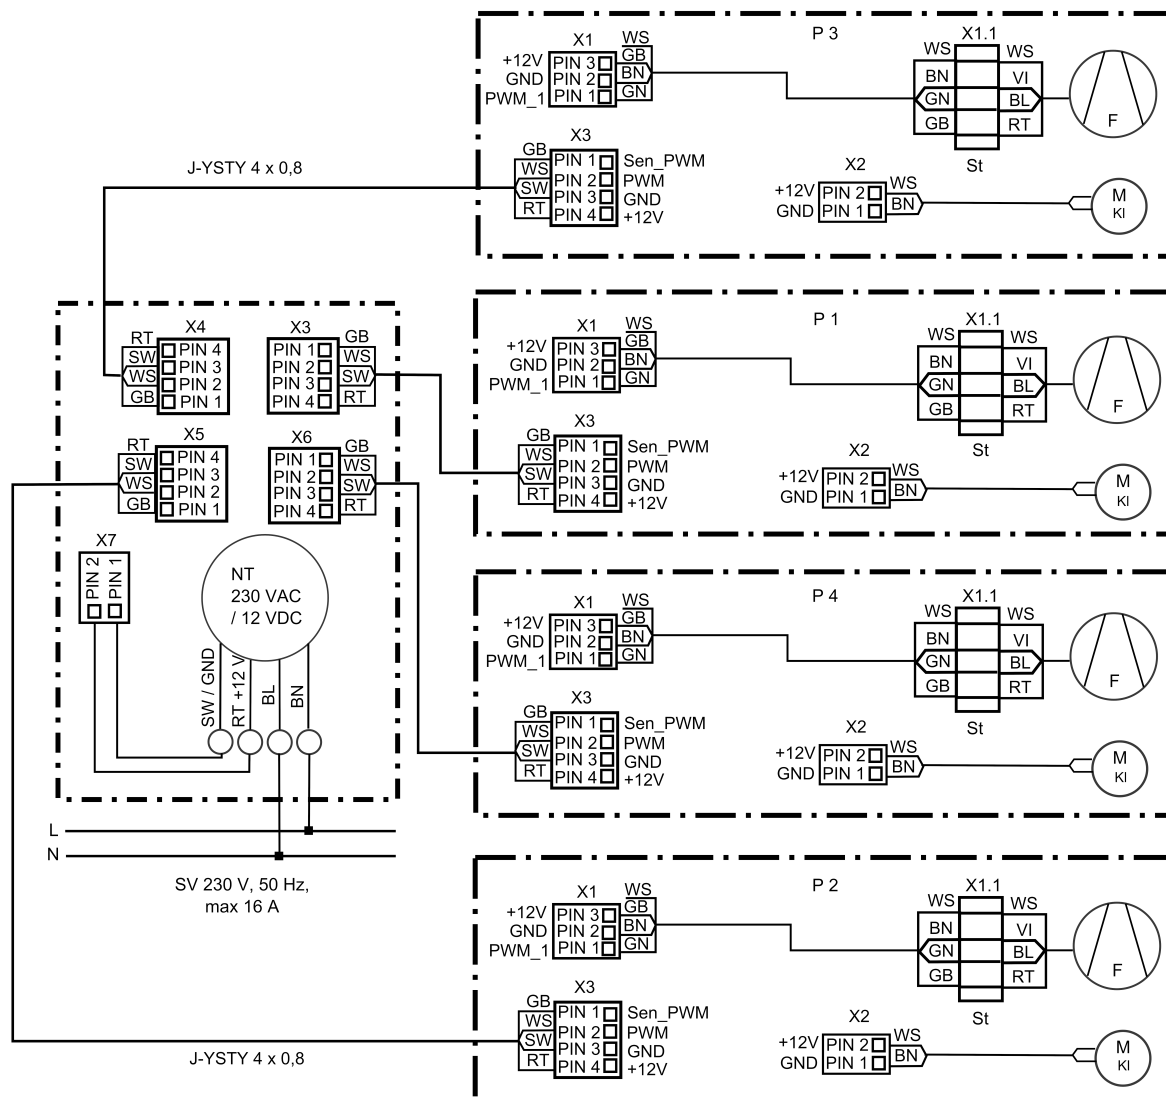 P 3
X1
WS
GB
BN
GN
+12V PIN 3
GND PIN 2
PWM_1 PIN 1
X1.1
WS WS
BN VI
GN BL
GB RT
St
F
X3
GB PIN 1 Sen_PWM
WS PIN 2 PWM
SW PIN 3 GND
RT PIN 4 +12V
X2
+12V PIN 2 WS
GND PIN 1 BN
M
KI
J-YSTY 4 x 0,8
X4
RT PIN 4
SW PIN 3
WS PIN 2
GB PIN 1
X3
PIN 1 GB
PIN 2 WS
PIN 3 SW
PIN 4 RT
X5
RT PIN 4
SW PIN 3
WS PIN 2
GB PIN 1
X6
PIN 1 GB
PIN 2 WS
PIN 3 SW
PIN 4 RT
X7
PIN 2
PIN 1
NT
230 VAC
/ 12 VDC
SW / GND
RT +12 V
BL
BN
L
N
SV 230 V, 50 Hz,
max 16 A
P 1
X1
WS
GB
BN
GN
+12V PIN 3
GND PIN 2
PWM_1 PIN 1
X1.1
WS WS
BN VI
GN BL
GB RT
St
F
X3
GB PIN 1 Sen_PWM
WS PIN 2 PWM
SW PIN 3 GND
RT PIN 4 +12V
X2
+12V PIN 2 WS
GND PIN 1 BN
M
KI
P 4
X1
WS
GB
BN
GN
+12V PIN 3
GND PIN 2
PWM_1 PIN 1
X1.1
WS WS
BN VI
GN BL
GB RT
St
F
X3
GB PIN 1 Sen_PWM
WS PIN 2 PWM
SW PIN 3 GND
RT PIN 4 +12V
X2
+12V PIN 2 WS
GND PIN 1 BN
M
KI
P 2
X1
WS
GB
BN
GN
+12V PIN 3
GND PIN 2
PWM_1 PIN 1
X1.1
WS WS
BN VI
GN BL
GB RT
St
F
X3
GB PIN 1 Sen_PWM
WS PIN 2 PWM
SW PIN 3 GND
RT PIN 4 +12V
X2
+12V PIN 2 WS
GND PIN 1 BN
M
KI
J-YSTY 4 x 0,8